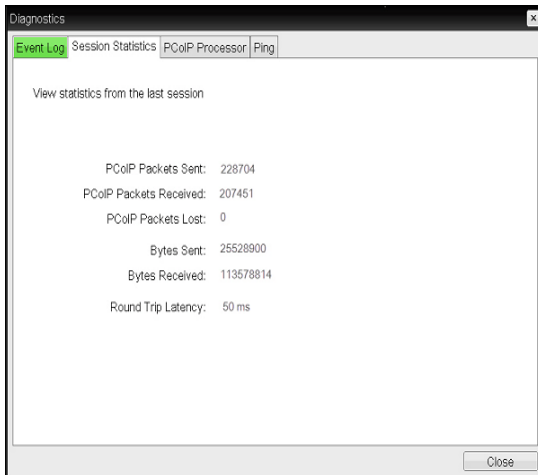 Diagnostics x
Event Log Session Statistics PCoIP Processor Ping
View statistics from the last session
PCoIP Packets Sent: 228704
PCoIP Packets Received: 207451
PCoIP Packets Lost: 0
Bytes Sent: 25528900
Bytes Received: 113578814
Round Trip Latency: 50 ms
Close